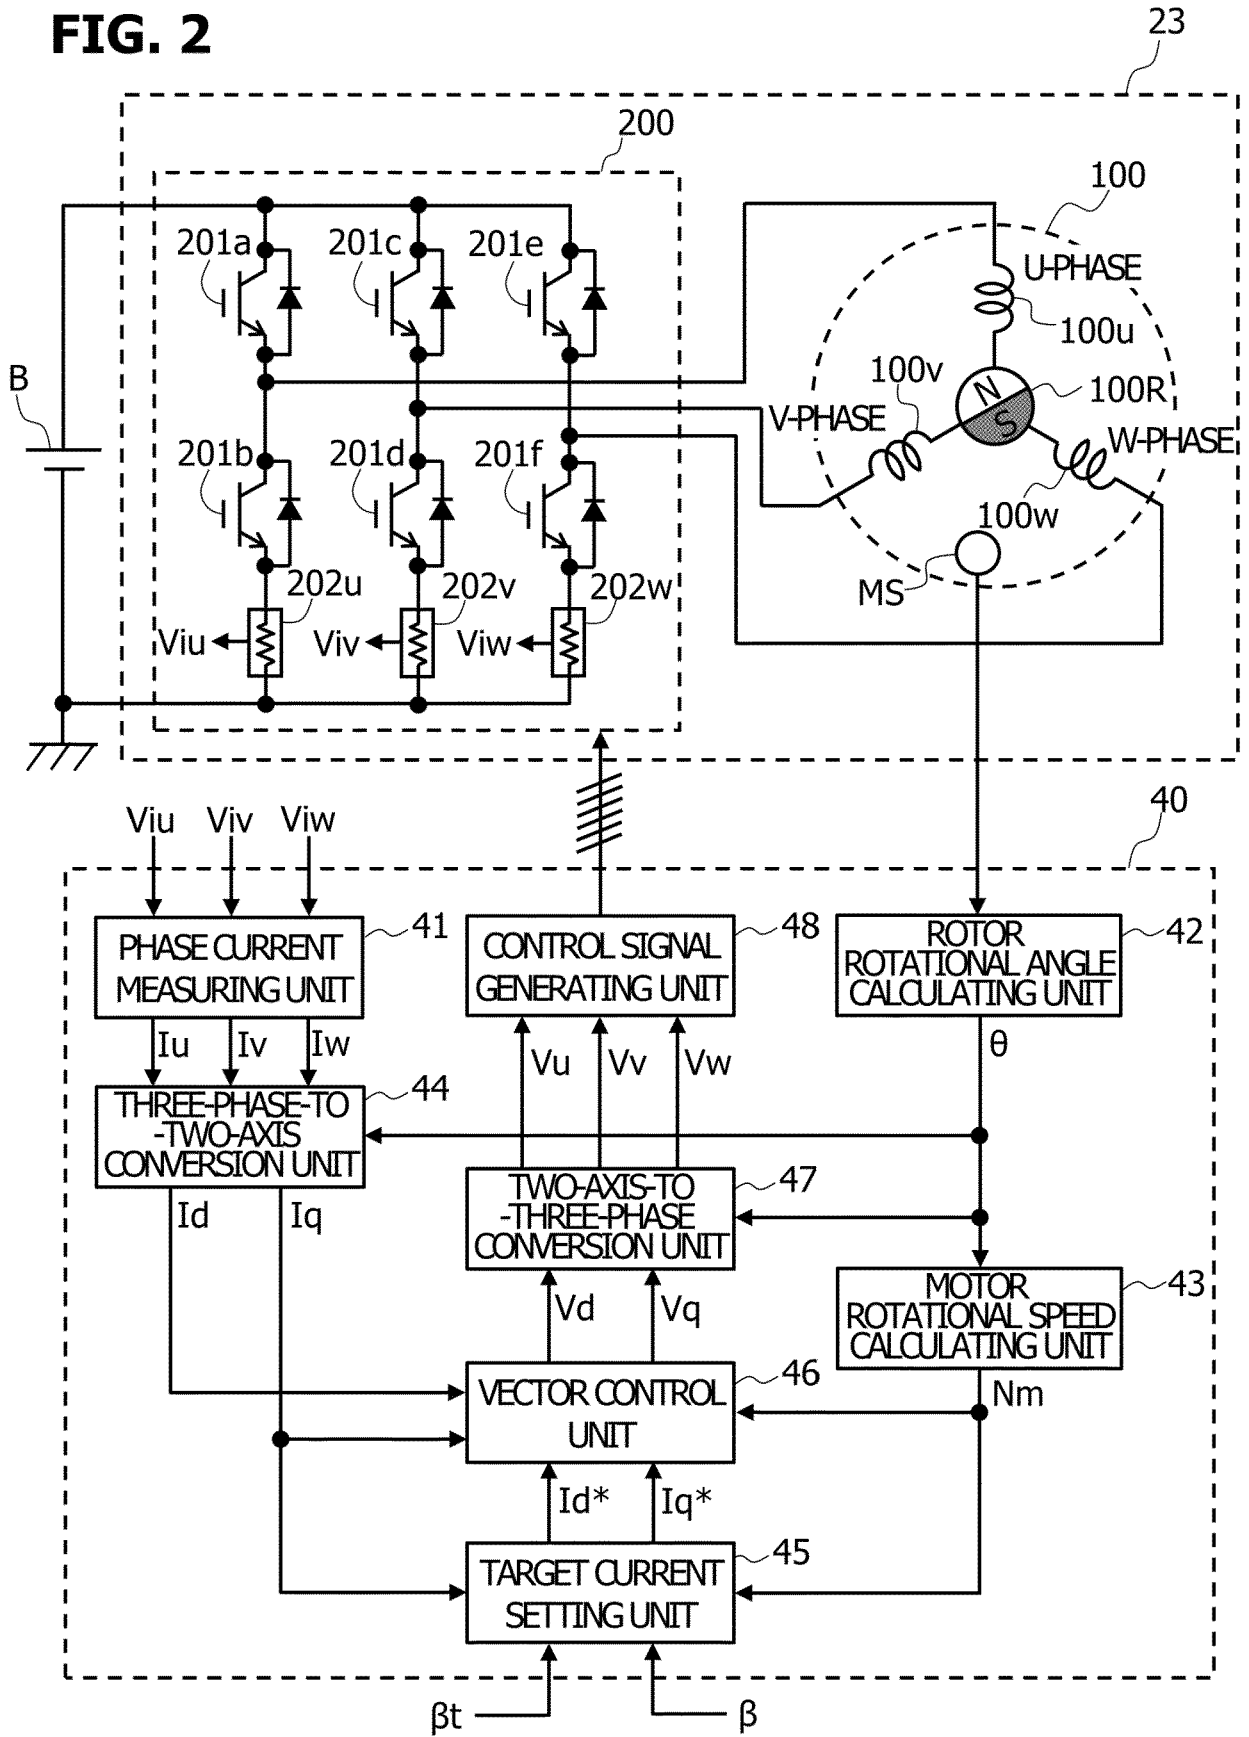 FIG. 2
23
200
100
201a
201c
201e
U-PHASE
100u
B
100v
100R
V-PHASE
W-PHASE
201b
201d
201f
100w
202u
202v
202w
MS
Viu
Viv
Viw
40
Viu
Viv
Viw
41
48
42
PHASE CURRENT
MEASURING UNIT
CONTROL SIGNAL
GENERATING UNIT
ROTOR
ROTATIONAL ANGLE
CALCULATING UNIT
Iu
Iv
Iw
Vu
Vv
Vw
θ
44
THREE-PHASE-TO
-TWO-AXIS
CONVERSION UNIT
47
TWO-AXIS-TO
-THREE-PHASE
CONVERSION UNIT
Id
Iq
43
MOTOR
ROTATIONAL SPEED
CALCULATING UNIT
Vd
Vq
46
VECTOR CONTROL
UNIT
Nm
Id*
Iq*
45
TARGET CURRENT
SETTING UNIT
βt
β
N
S